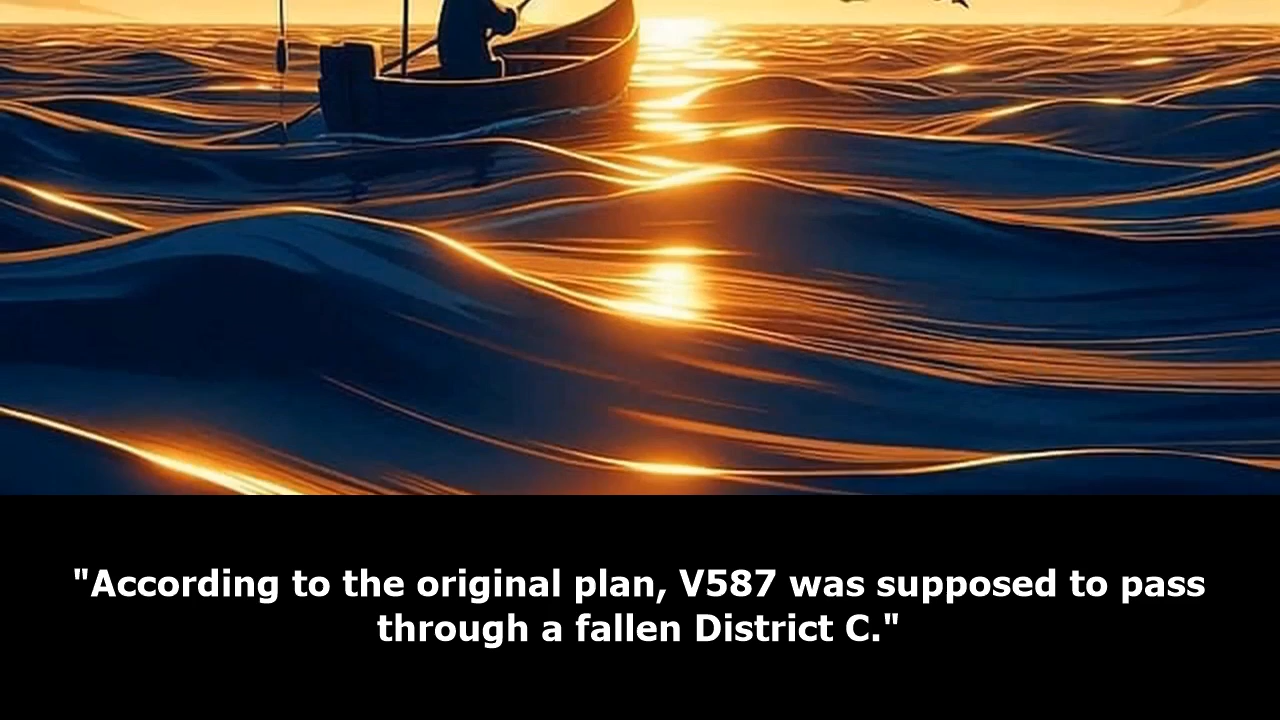 "According to the original plan, V587 was supposed to pass
through a fallen District C."